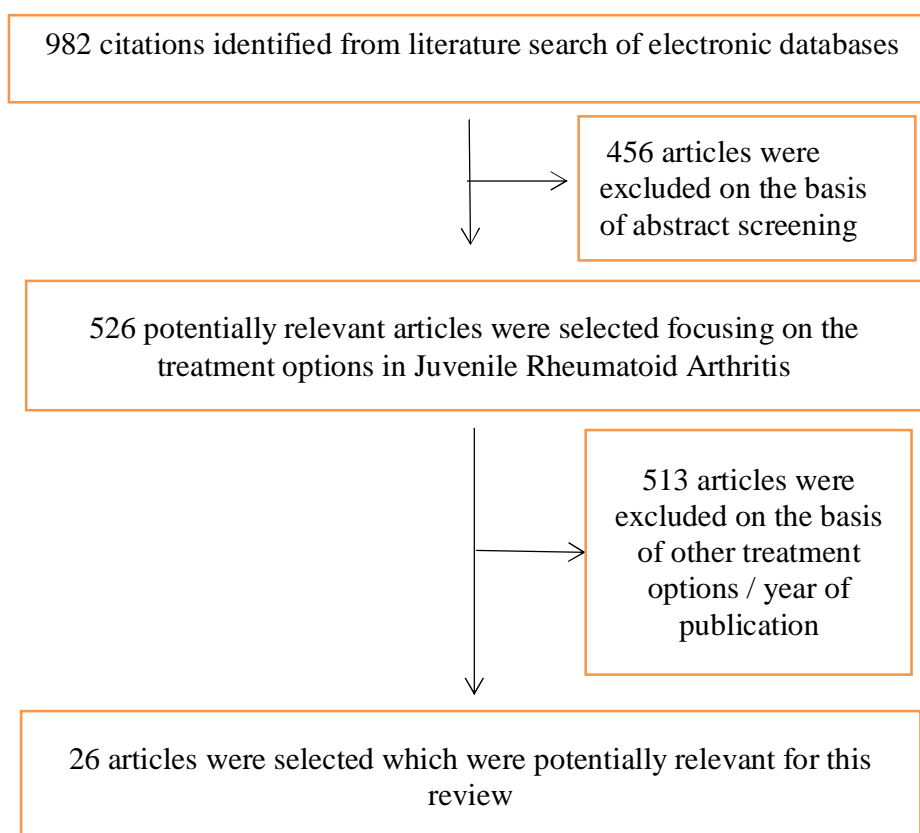 982 citations identified from literature search of electronic databases
456 articles were
excluded on the basis
of abstract screening
526 potentially relevant articles were selected focusing on the
treatment options in Juvenile Rheumatoid Arthritis
513 articles were
excluded on the basis
of other treatment
options / year of
publication
26 articles were selected which were potentially relevant for this
review